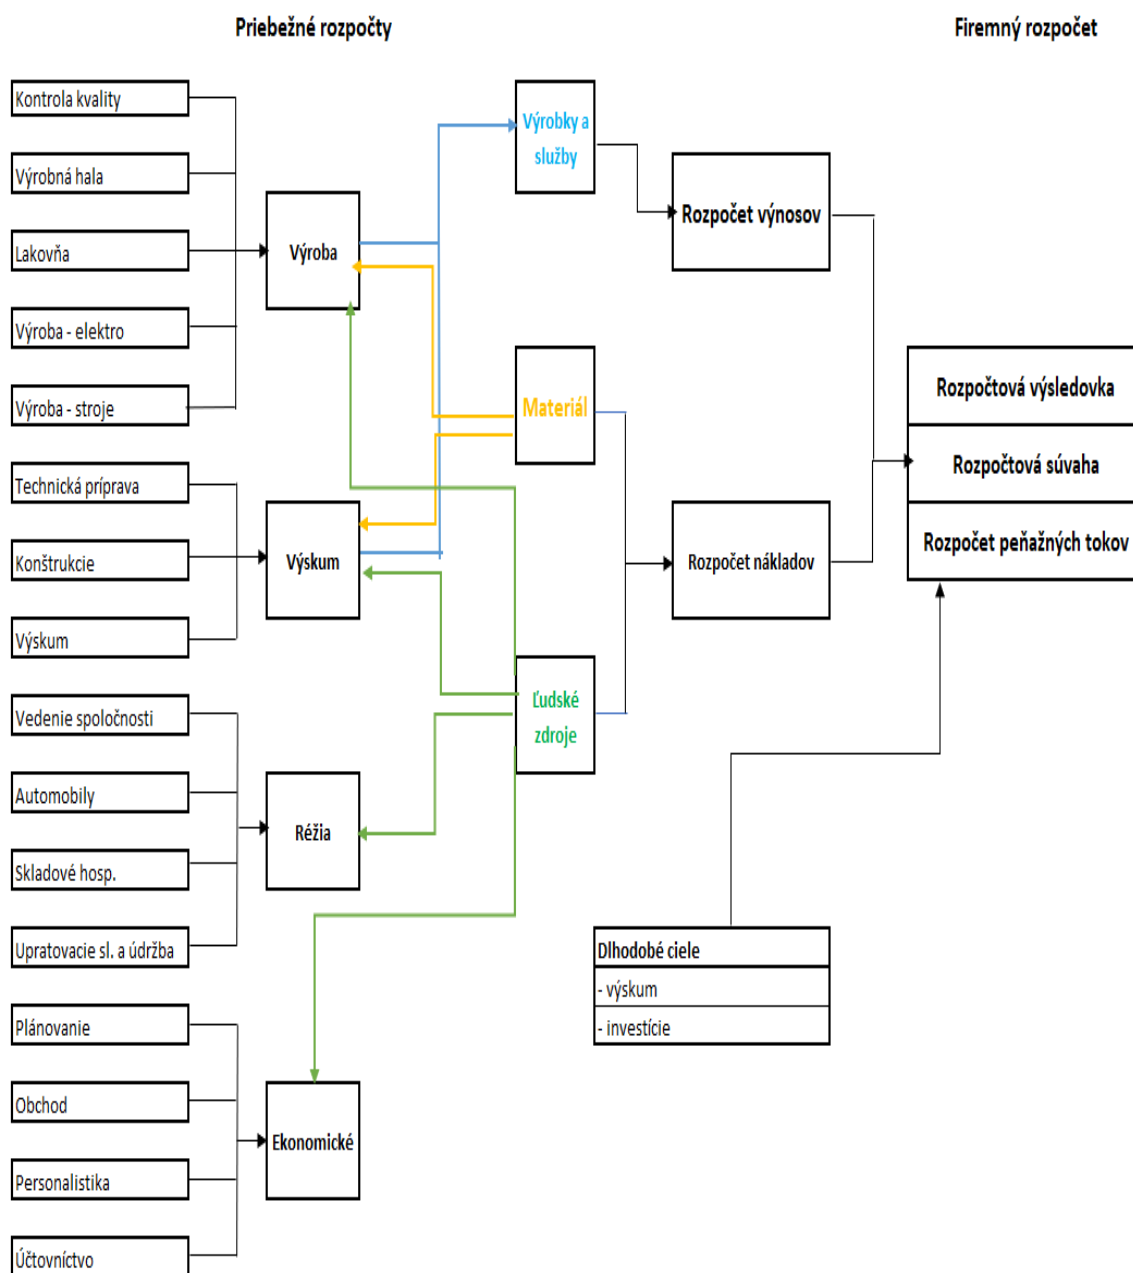 Priebežné rozpočty
Firemný rozpočet
Kontrola kvality
Výrobná hala
Lakovňa
Výroba - elektro
Výroba - stroje
Technická príprava
Konštrukcie
Výskum
Vedenie spoločnosti
Automobily
Skladové hosp.
Upratovacie sl. a údržba
Plánovanie
Obchod
Personalistika
Účtovníctvo
Výroba
Výskum
Réžia
Ekonomické
Výrobky a
služby
Materiál
Ľudské
zdroje
Rozpočet výnosov
Rozpočet nákladov
Dlhodobé ciele
- výskum
- investície
Rozpočtová výsledovka
Rozpočtová súvaha
Rozpočet peňažných tokov